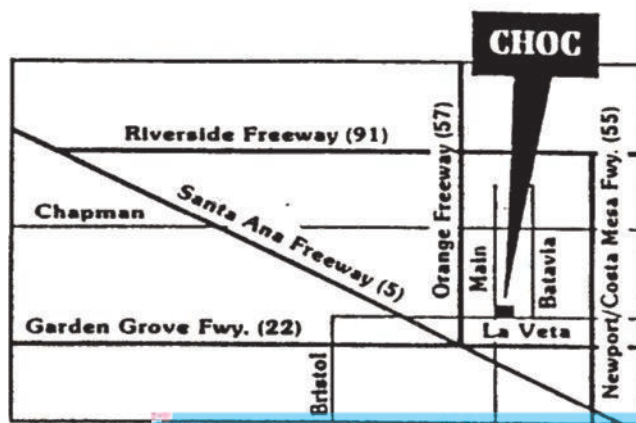 CHOC
Riverside Freeway (91)
Orange Freeway (57)
Newport/Costa Mesa Fwy. (55)
Chapman
Santa Ana Freeway (5)
Main
Batavia
Garden Grove Fwy. (22)
La Veta
Bristol